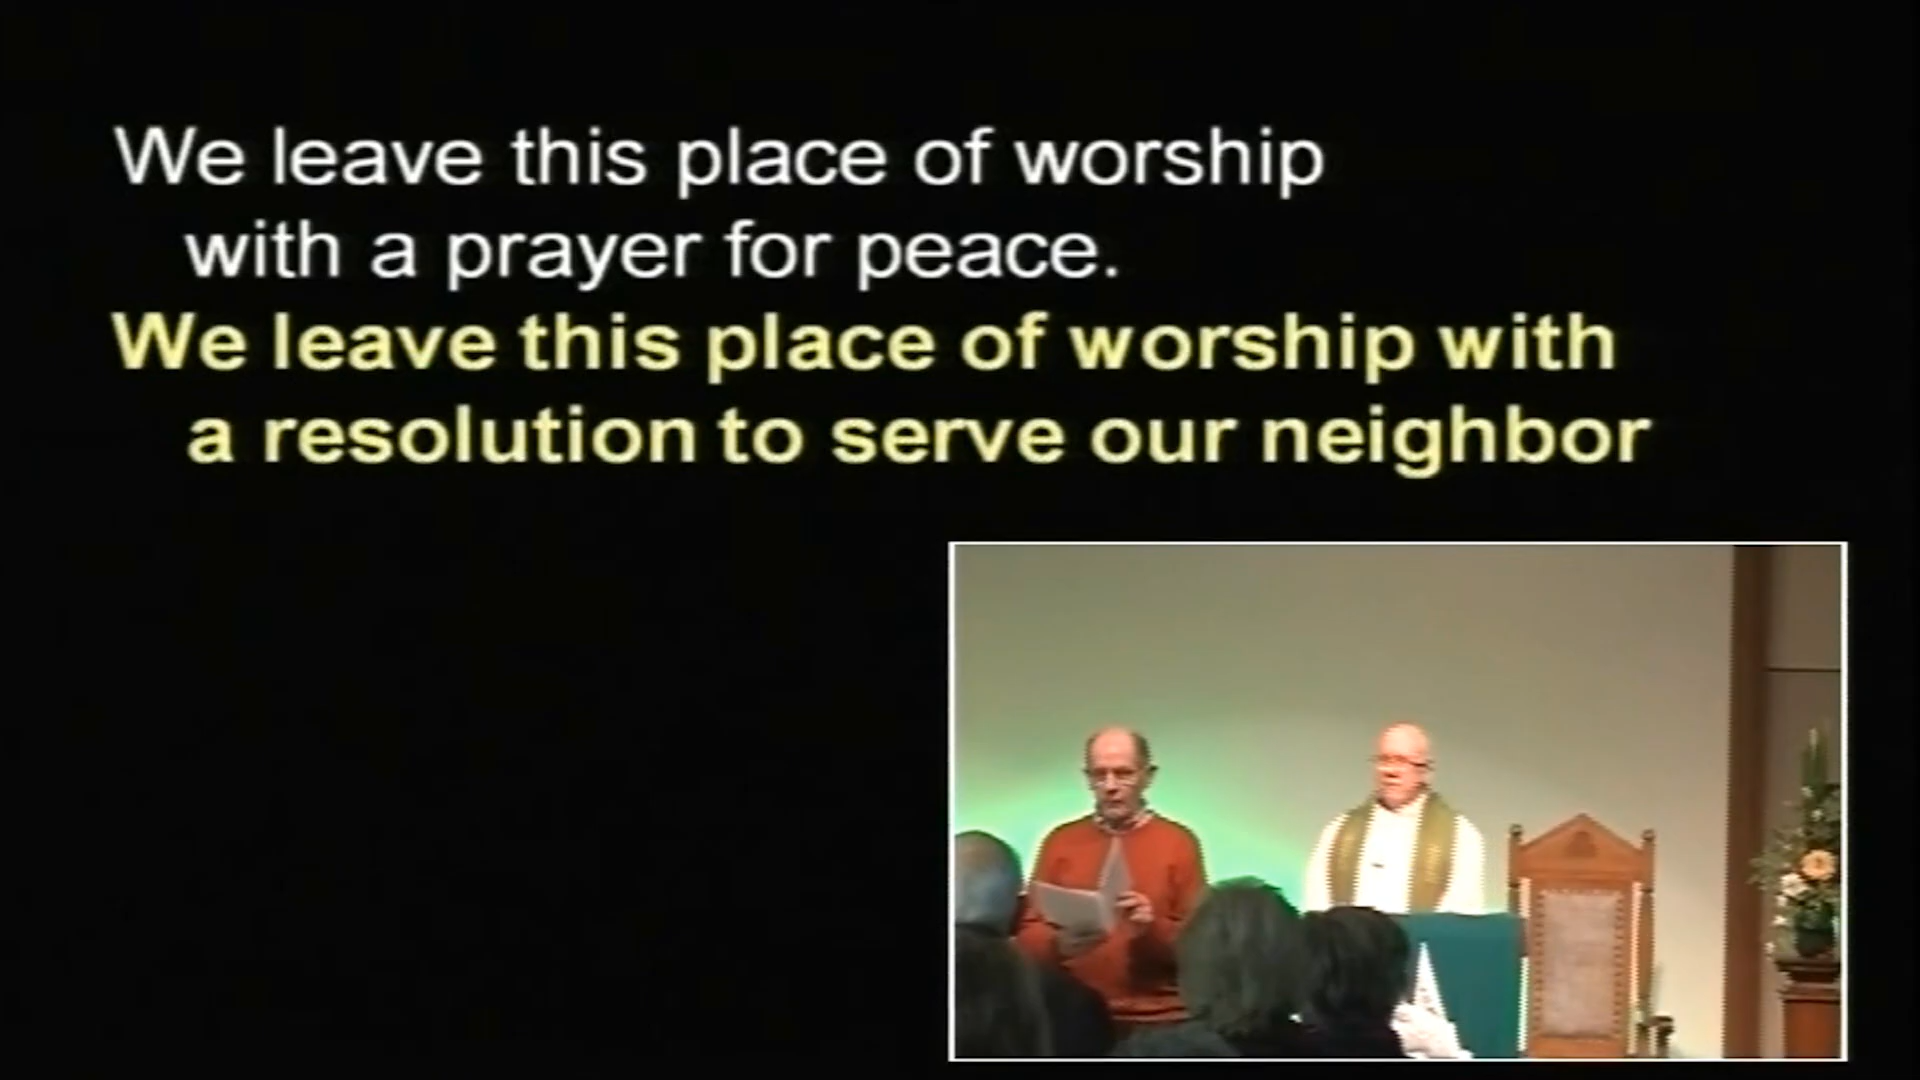 We leave this place of worship
with a prayer for peace.
We leave this place of worship with
a resolution to serve our neighbor